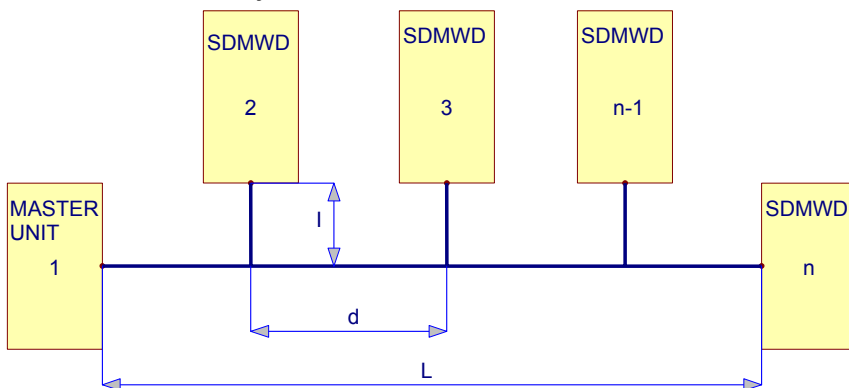 SDMWD
2
SDMWD
3
SDMWD
n-1
MASTER
UNIT
1
SDMWD
n
l
d
L